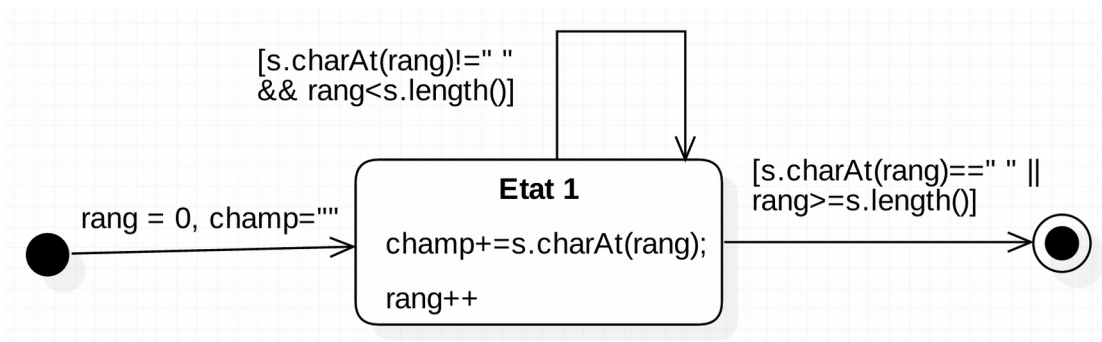 [s.charAt(rang)!=" "
&& rang<s.length()]
rang = 0, champ=""
Etat 1
champ+=s.charAt(rang);
rang++
[s.charAt(rang)==" " ||
rang>=s.length()]